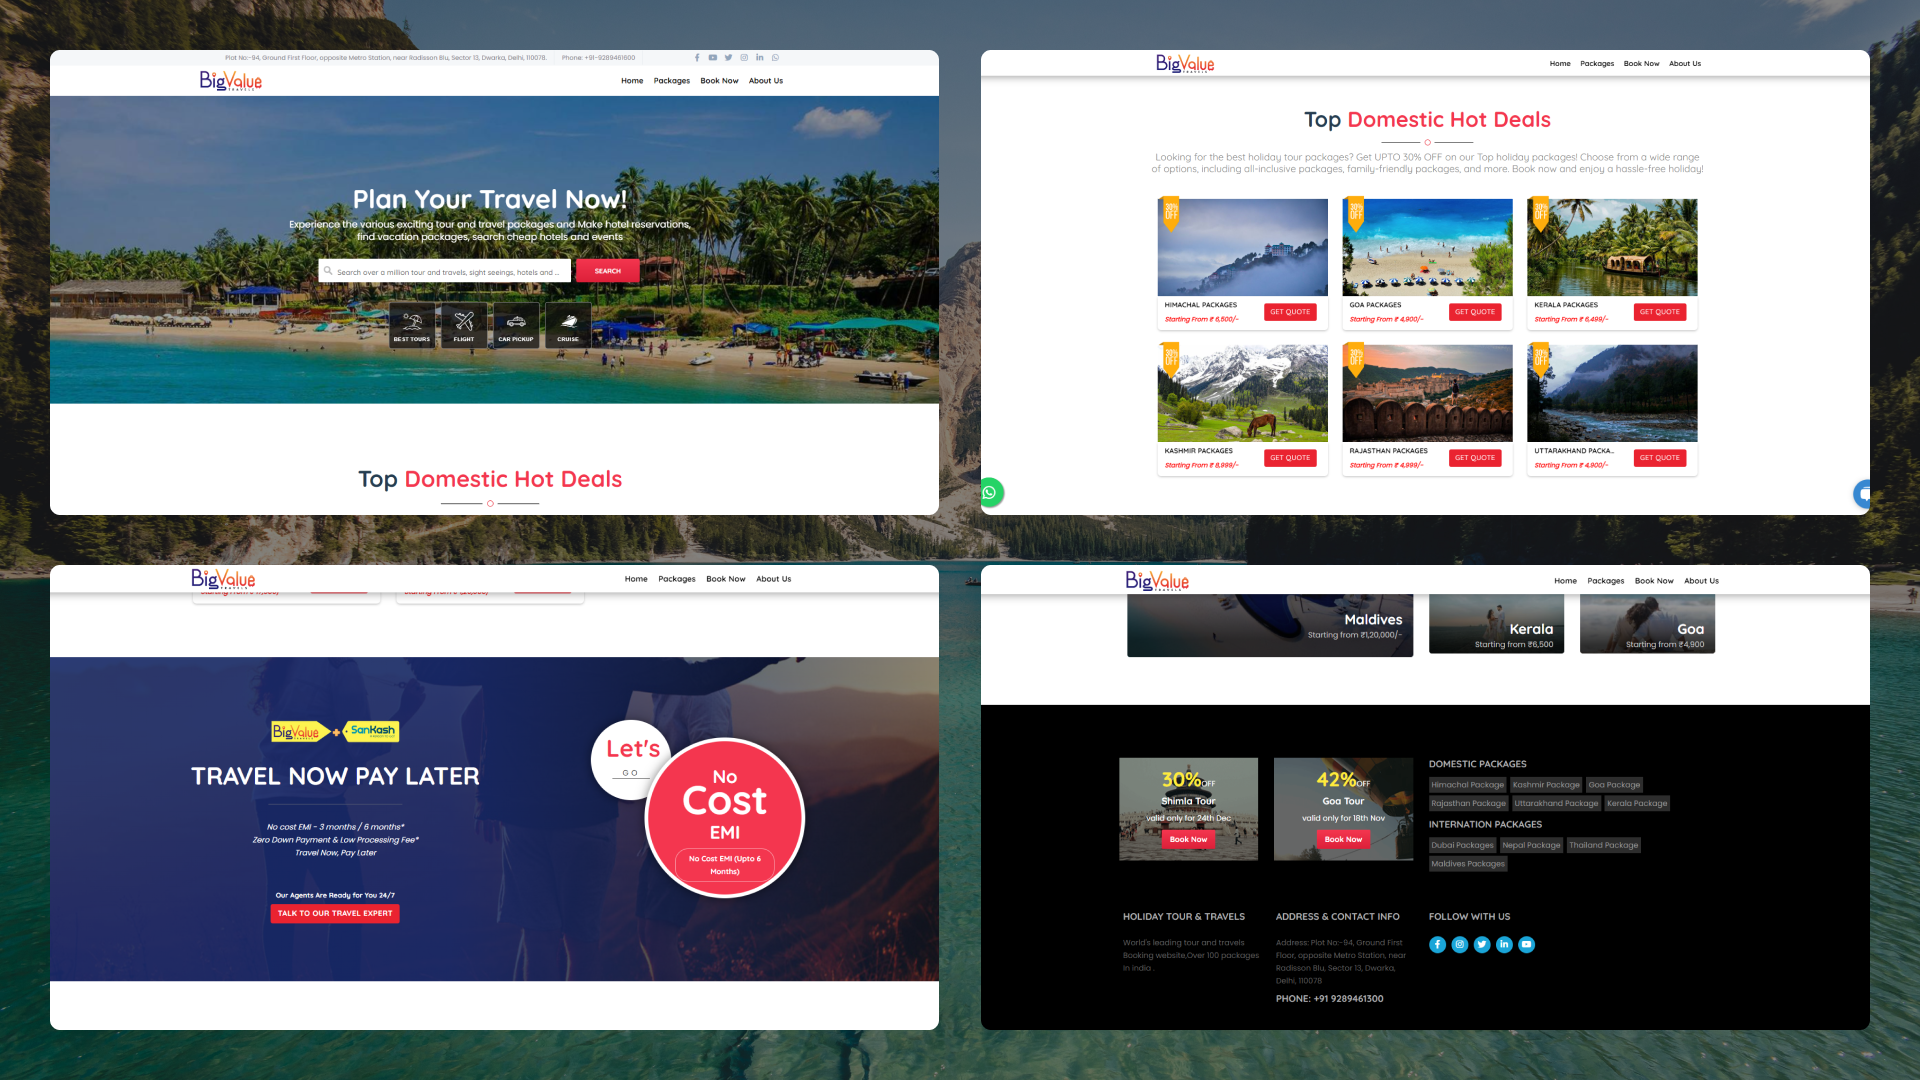 Plot No:-94, Ground First Floor, opposite Metro Station, near Radisson Blu, Sector 13, Dwarka, Delhi, 110078.
Phone: +91-9289461800
BigValue
TRAVELS
Home Packages Book Now About Us
Plan Your Travel Now!
Experience the various exciting tour and travel packages and Make hotel reservations,
find vacation packages, search cheap hotels and events
Search over a million tour and travels, sight seeings, hotels and ...
SEARCH
BEST TOURS
FLIGHT
CAR PICKUP
CRUISE
Top Domestic Hot Deals
BigValue
TRAVELS
Home Packages Book Now About Us
Top Domestic Hot Deals
Looking for the best holiday tour packages? Get UPTO 30% OFF on our Top holiday packages! Choose from a wide range
of options, including all-inclusive packages, family-friendly packages, and more. Book now and enjoy a hassle-free holiday!
30%
OFF
HIMACHAL PACKAGES
Starting From ₹ 6,500/-
GET QUOTE
30%
OFF
GOA PACKAGES
Starting From ₹ 4,900/-
GET QUOTE
30%
OFF
KERALA PACKAGES
Starting From ₹ 6,499/-
GET QUOTE
30%
OFF
KASHMIR PACKAGES
Starting From ₹ 8,999/-
GET QUOTE
30%
OFF
RAJASTHAN PACKAGES
Starting From ₹ 4,999/-
GET QUOTE
30%
OFF
UTTARAKHAND PACKA...
Starting From ₹ 4,900/-
GET QUOTE
BigValue
TRAVELS
Home Packages Book Now About Us
BigValue + SanKash
TRAVEL NOW PAY LATER
No cost EMI - 3 months / 6 months*
Zero Down Payment & Low Processing Fee*
Travel Now, Pay Later
Our Agents Are Ready for You 24/7
TALK TO OUR TRAVEL EXPERT
Let's
GO
No
Cost
EMI
No Cost EMI (Upto 6
Months)
BigValue
TRAVELS
Home Packages Book Now About Us
Maldives
Starting from ₹1,20,000/-
Kerala
Starting from ₹6,500
Goa
Starting from ₹4,900
30%OFF
Shimla Tour
valid only for 24th Dec
Book Now
42%OFF
Goa Tour
valid only for 18th Nov
Book Now
DOMESTIC PACKAGES
Himachal Package Kashmir Package Goa Package
Rajasthan Package Uttarakhand Package Kerala Package
INTERNATION PACKAGES
Dubai Packages Nepal Package Thailand Package
Maldives Packages
HOLIDAY TOUR & TRAVELS
World's leading tour and travels
Booking website,Over 100 packages
In india .
ADDRESS & CONTACT INFO
Address: Plot No:-94, Ground First
Floor, opposite Metro Station, near
Radisson Blu, Sector 13, Dwarka,
Delhi, 110078
PHONE: +91 9289461300
FOLLOW WITH US